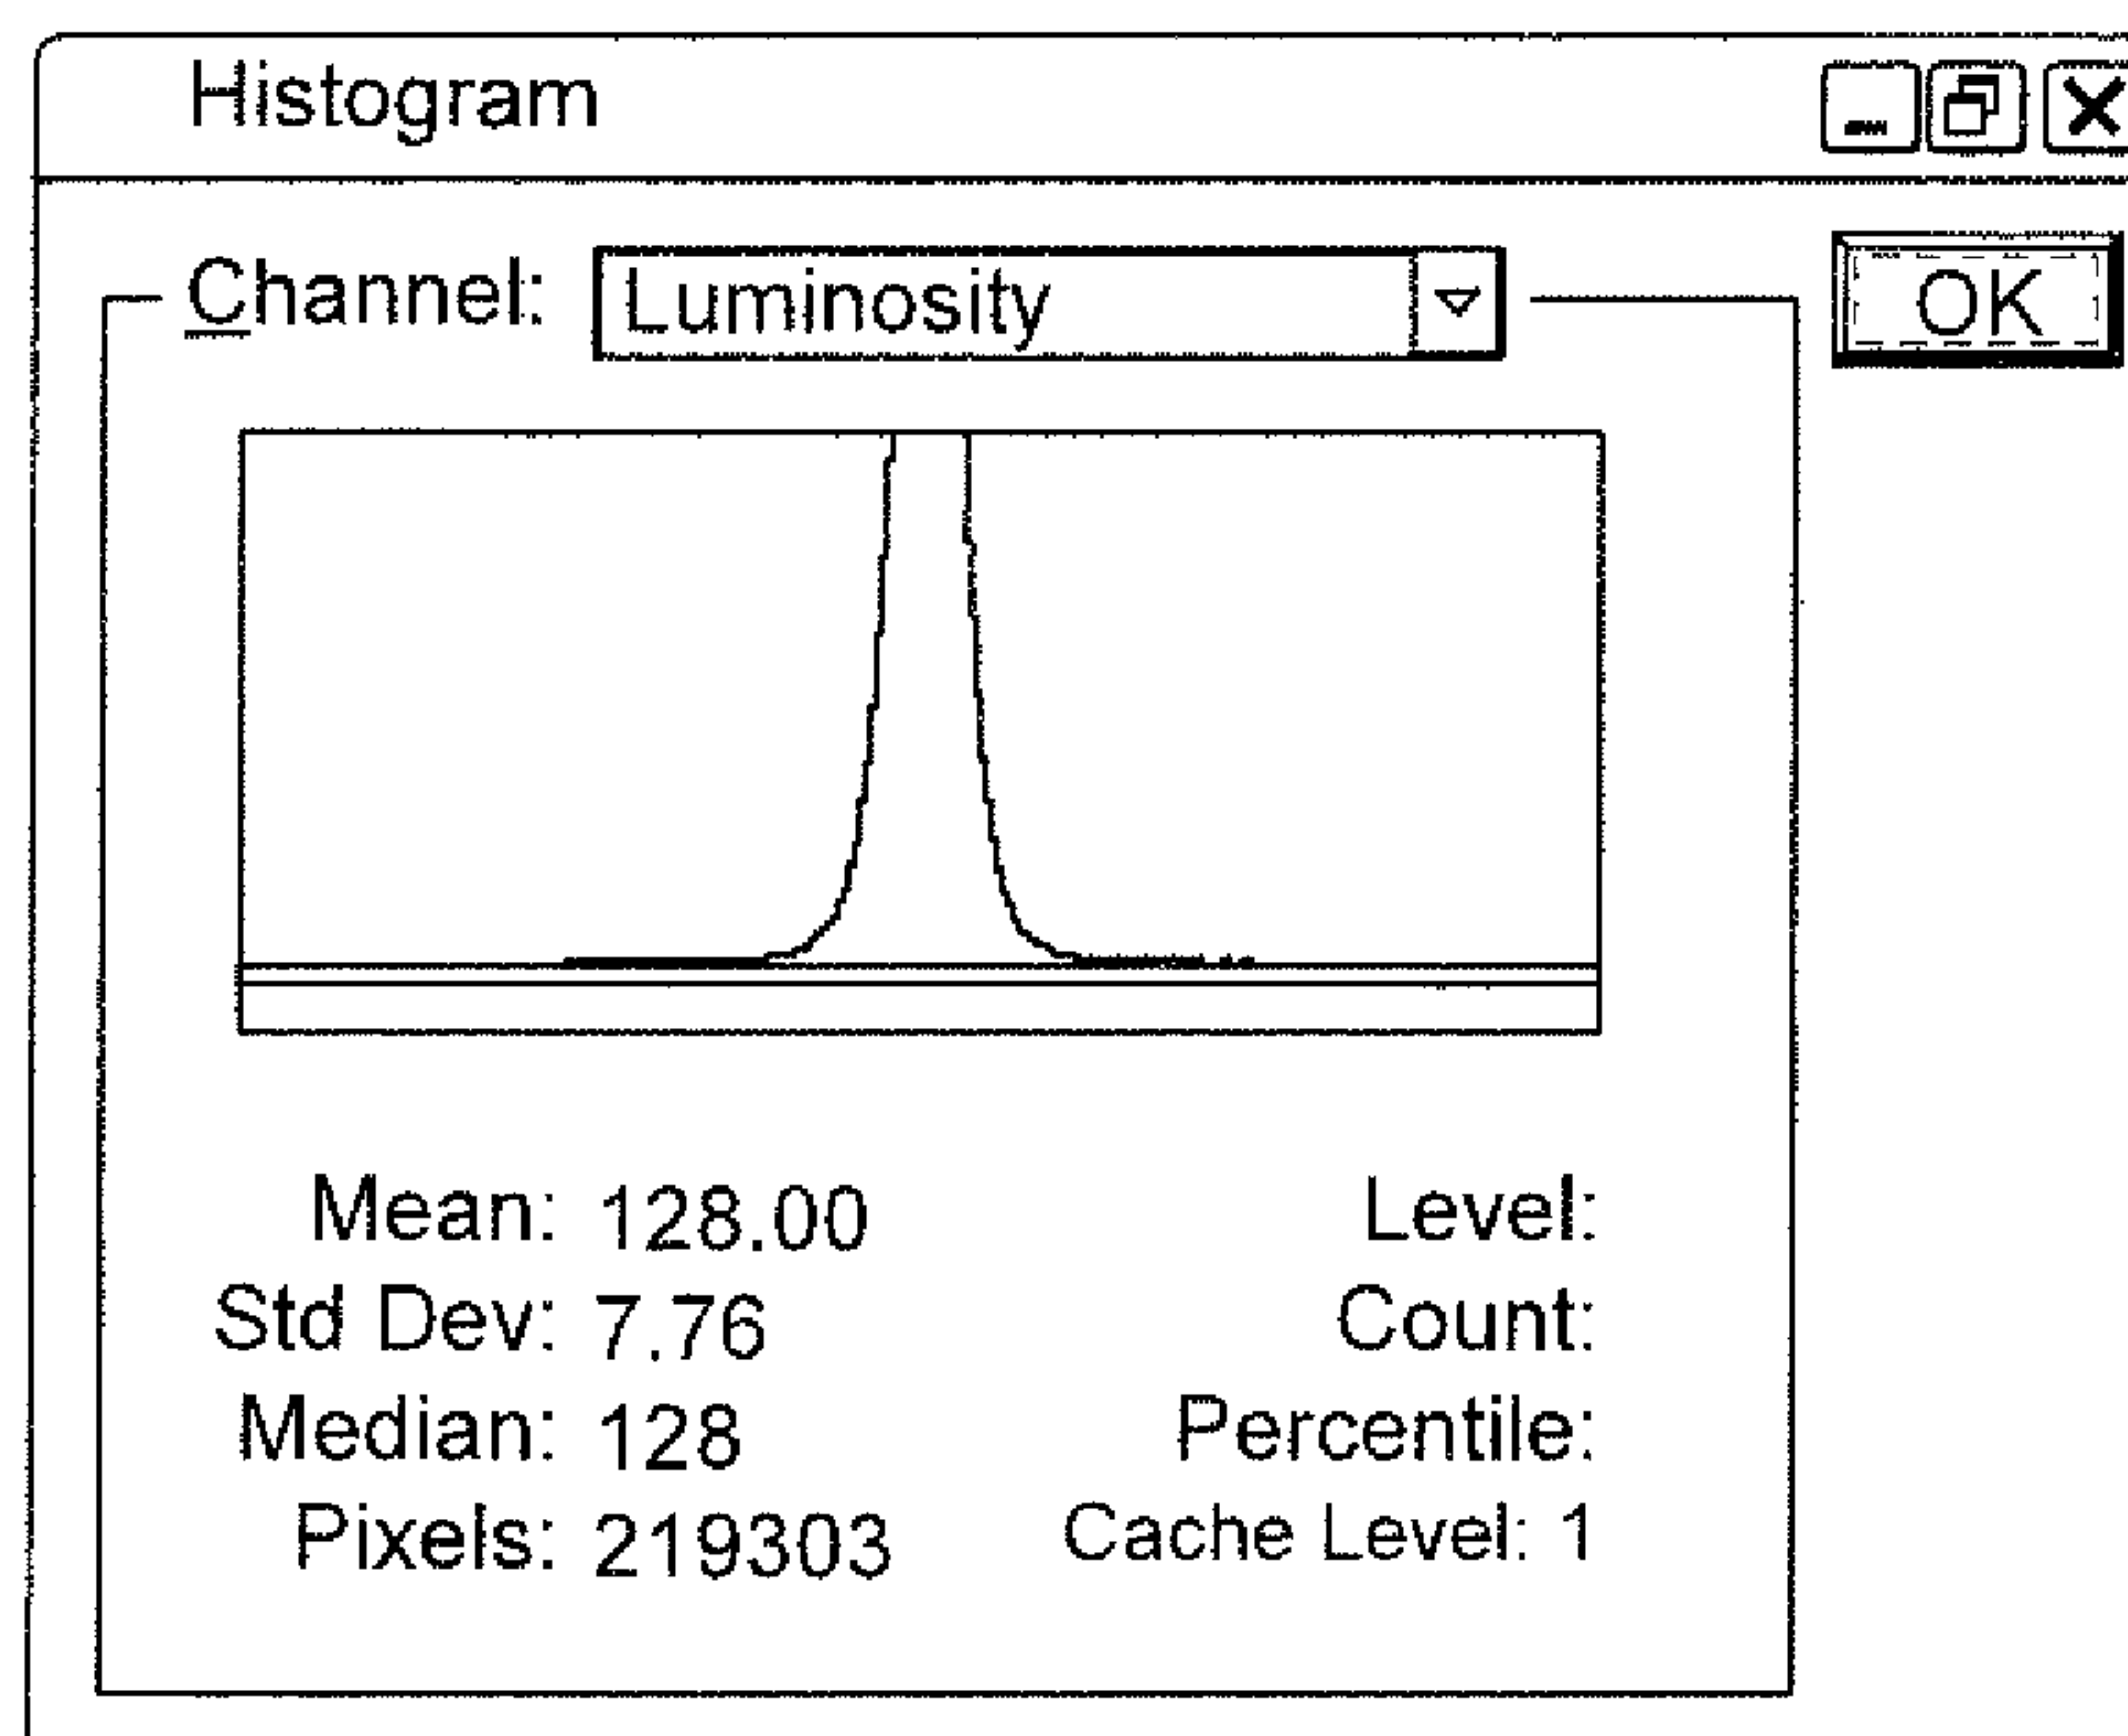 Histogram
Channel: Luminosity OK
Mean: 128.00 Level:
Std Dev: 7.76 Count:
Median: 128 Percentile:
Pixels: 219303 Cache Level: 1